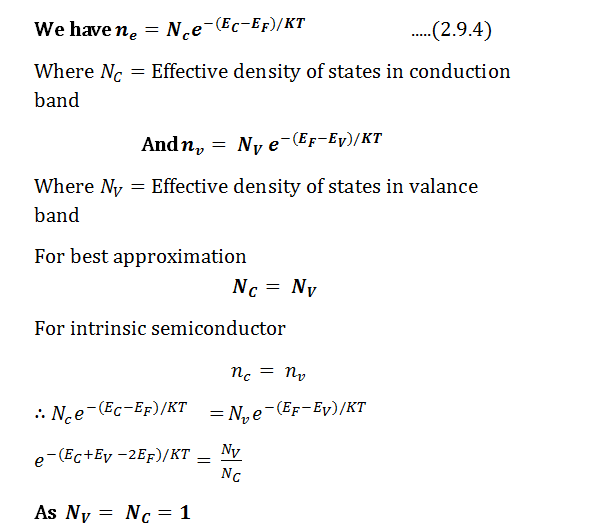 We have nₑ = N_c e^{-(E_C-E_F)/KT} .....(2.9.4)
Where N_C = Effective density of states in conduction
band
And n_v = N_V e^{-(E_F-E_V)/KT}
Where N_V = Effective density of states in valance
band
For best approximation
N_C = N_V
For intrinsic semiconductor
n_c = n_v
∴ N_c e^{-(E_C-E_F)/KT} = N_v e^{-(E_F-E_V)/KT}
e^{-(E_C+E_V -2E_F)/KT} = N_V/N_C
As N_V = N_C = 1